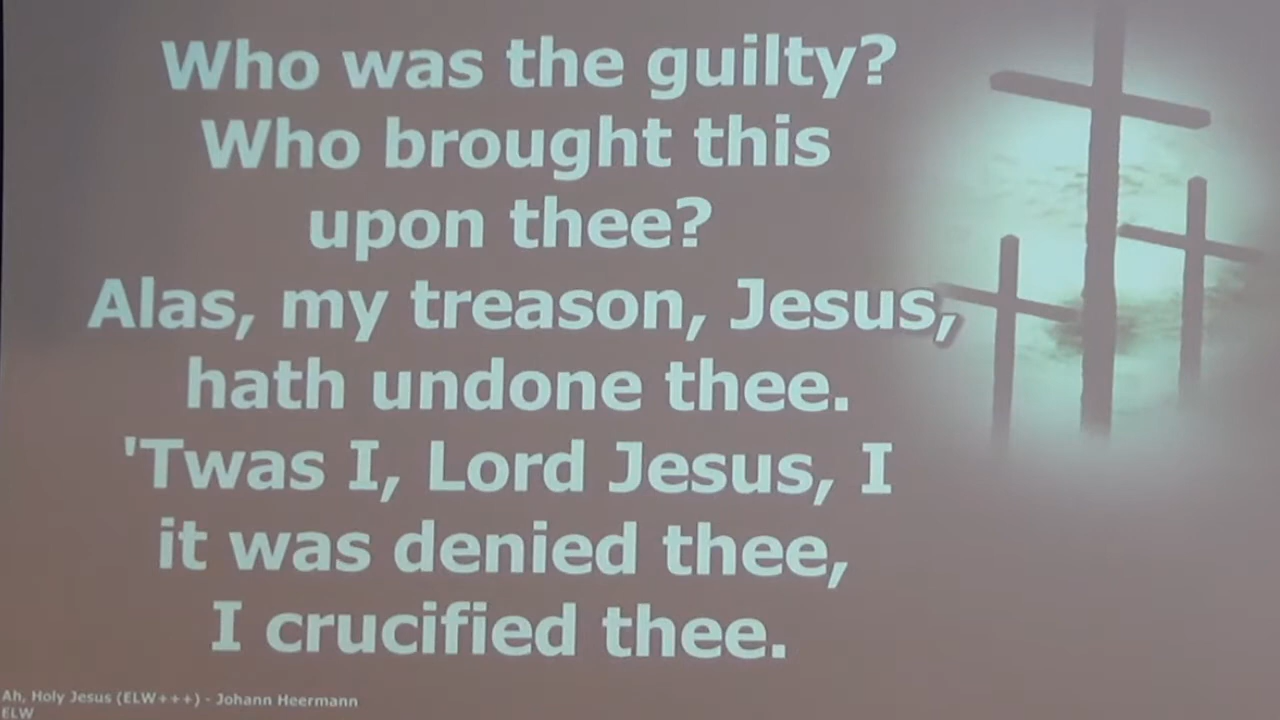 Who was the guilty?
Who brought this
upon thee?
Alas, my treason, Jesus,
hath undone thee.
'Twas I, Lord Jesus, I
it was denied thee,
I crucified thee.
Ah, Holy Jesus (ELW+++) - Johann Heermann
ELW